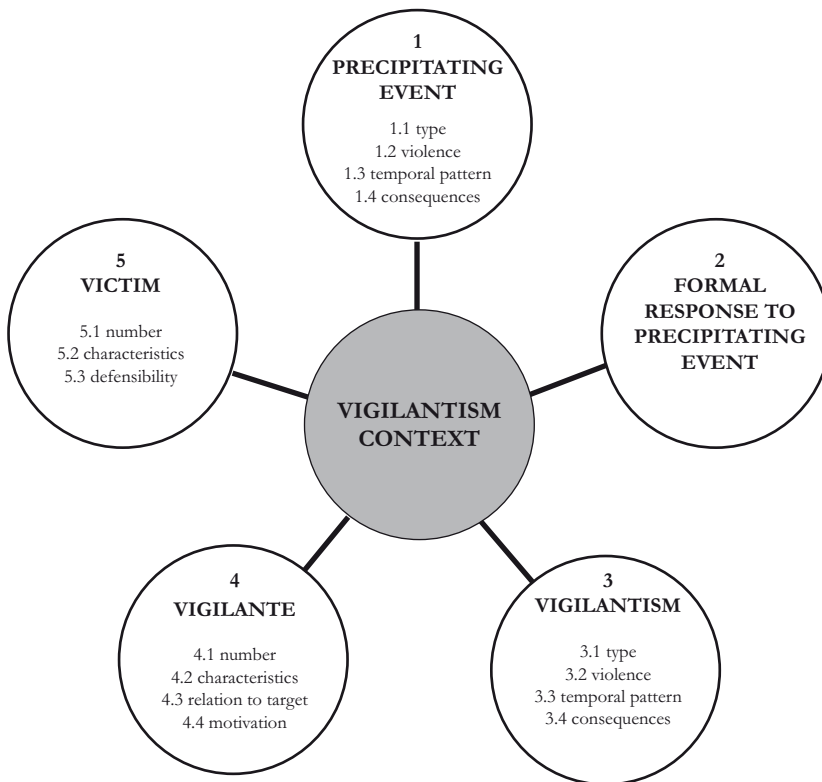 1
PRECIPITATING
EVENT
1.1 type
1.2 violence
1.3 temporal pattern
1.4 consequences
2
FORMAL
RESPONSE TO
PRECIPITATING
EVENT
3
VIGILANTISM
3.1 type
3.2 violence
3.3 temporal pattern
3.4 consequences
4
VIGILANTE
4.1 number
4.2 characteristics
4.3 relation to target
4.4 motivation
5
VICTIM
5.1 number
5.2 characteristics
5.3 defensibility
VIGILANTISM
CONTEXT